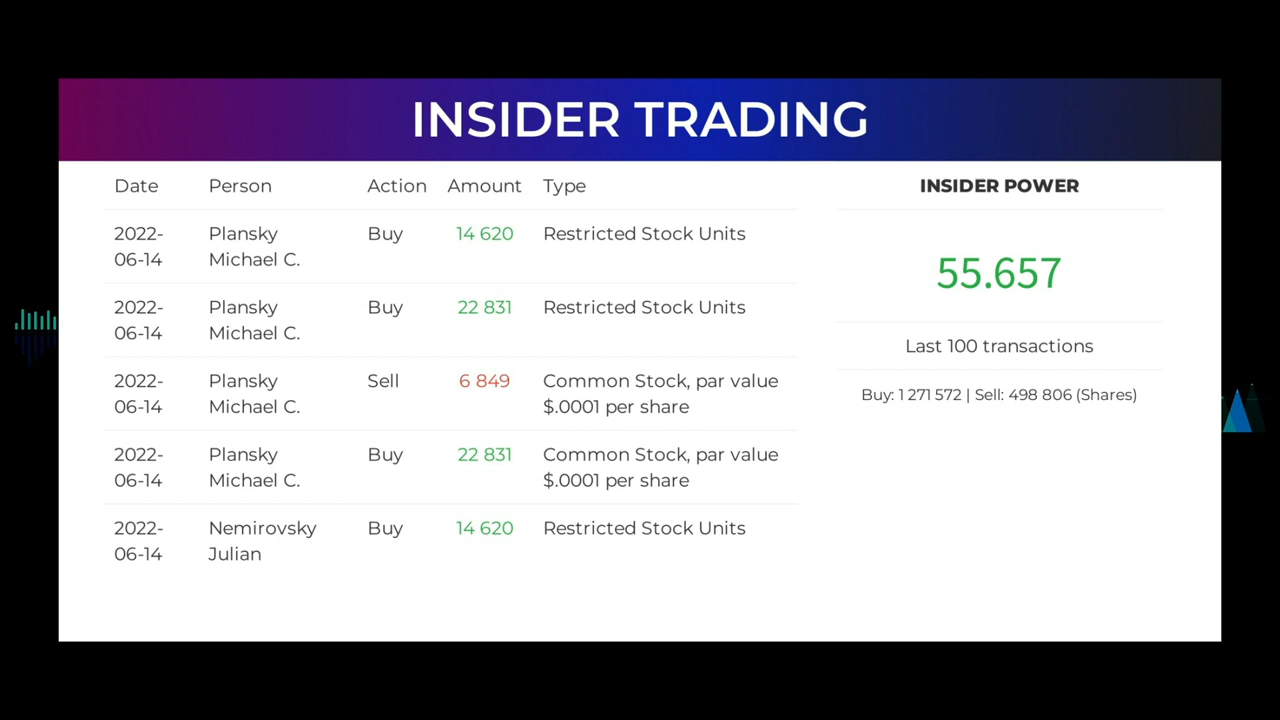 INSIDER TRADING
Date Person Action Amount Type
2022- Plansky Buy 14 620 Restricted Stock Units
06-14 Michael C.
2022- Plansky Buy 22 831 Restricted Stock Units
06-14 Michael C.
2022- Plansky Sell 6 849 Common Stock, par value
06-14 Michael C. $.0001 per share
2022- Plansky Buy 22 831 Common Stock, par value
06-14 Michael C. $.0001 per share
2022- Nemirovsky Buy 14 620 Restricted Stock Units
06-14 Julian
INSIDER POWER
55.657
Last 100 transactions
Buy: 1 271 572 | Sell: 498 806 (Shares)